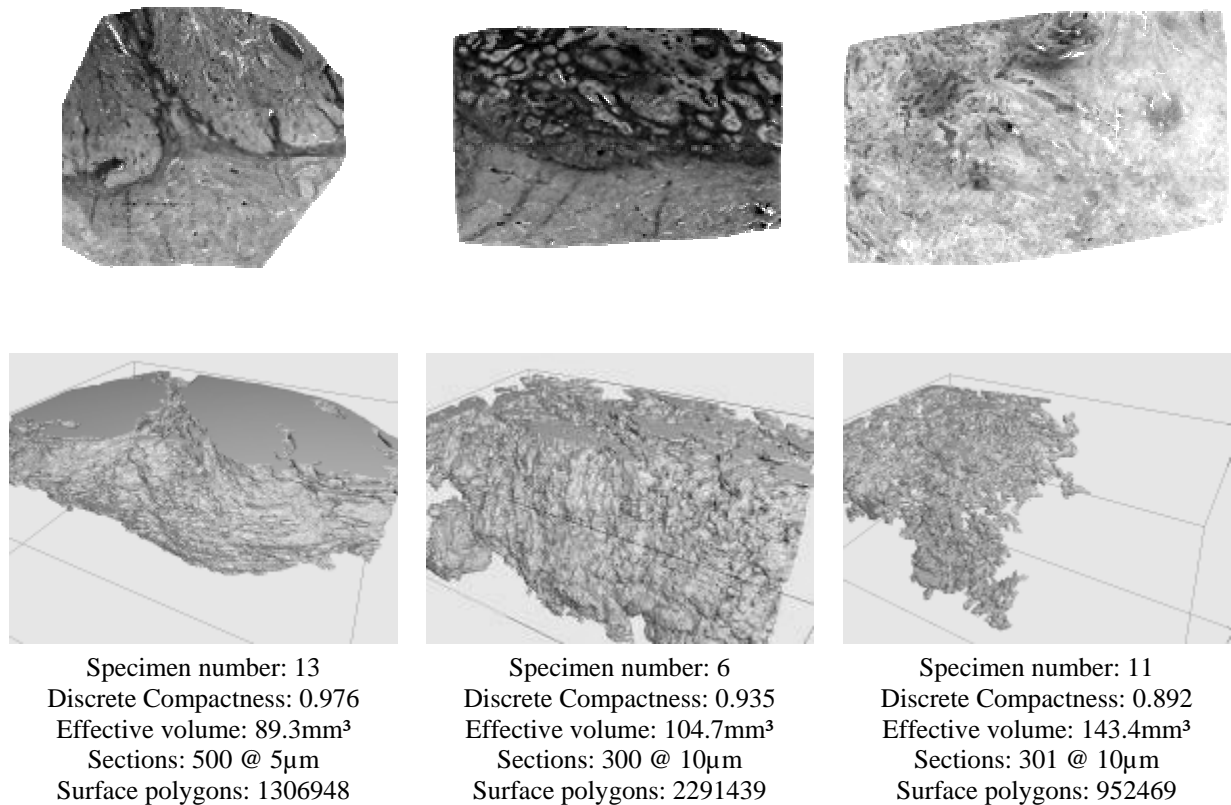 Specimen number: 13
Discrete Compactness: 0.976
Effective volume: 89.3mm³
Sections: 500 @ 5µm
Surface polygons: 1306948
Specimen number: 6
Discrete Compactness: 0.935
Effective volume: 104.7mm³
Sections: 300 @ 10µm
Surface polygons: 2291439
Specimen number: 11
Discrete Compactness: 0.892
Effective volume: 143.4mm³
Sections: 301 @ 10µm
Surface polygons: 952469